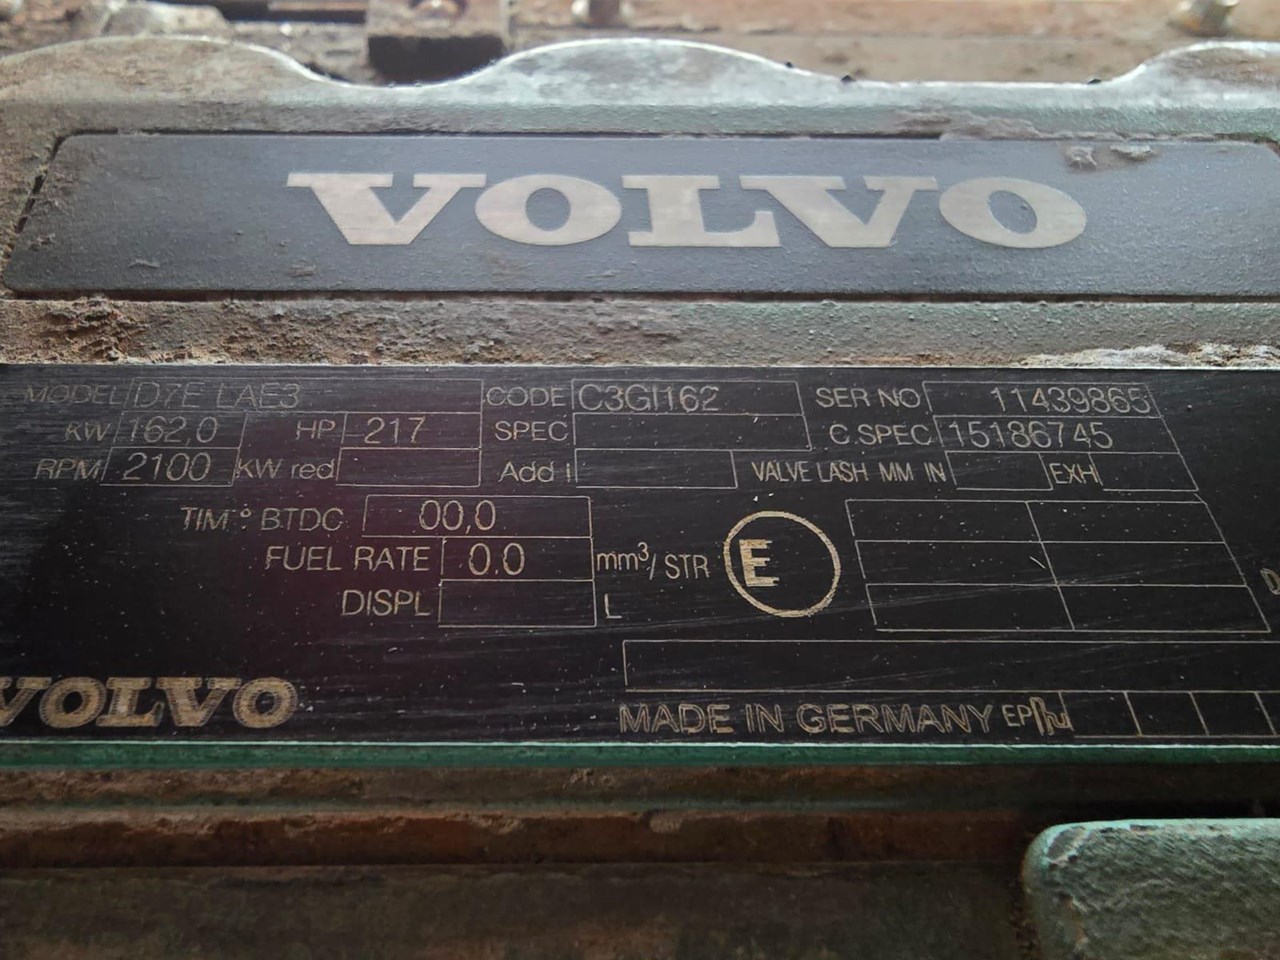 VOLVO
MODEL D7E LAE3 CODE C3GI162 SER NO 11439865
KW 162,0 HP 217 SPEC C.SPEC 15186745
RPM 2100 KW red Add i VALVE LASH MM IN EXH
TIM ° B.TDC 00,0
FUEL RATE 0.0 mm³/STR E
DISPL L
VOLVO MADE IN GERMANY EP